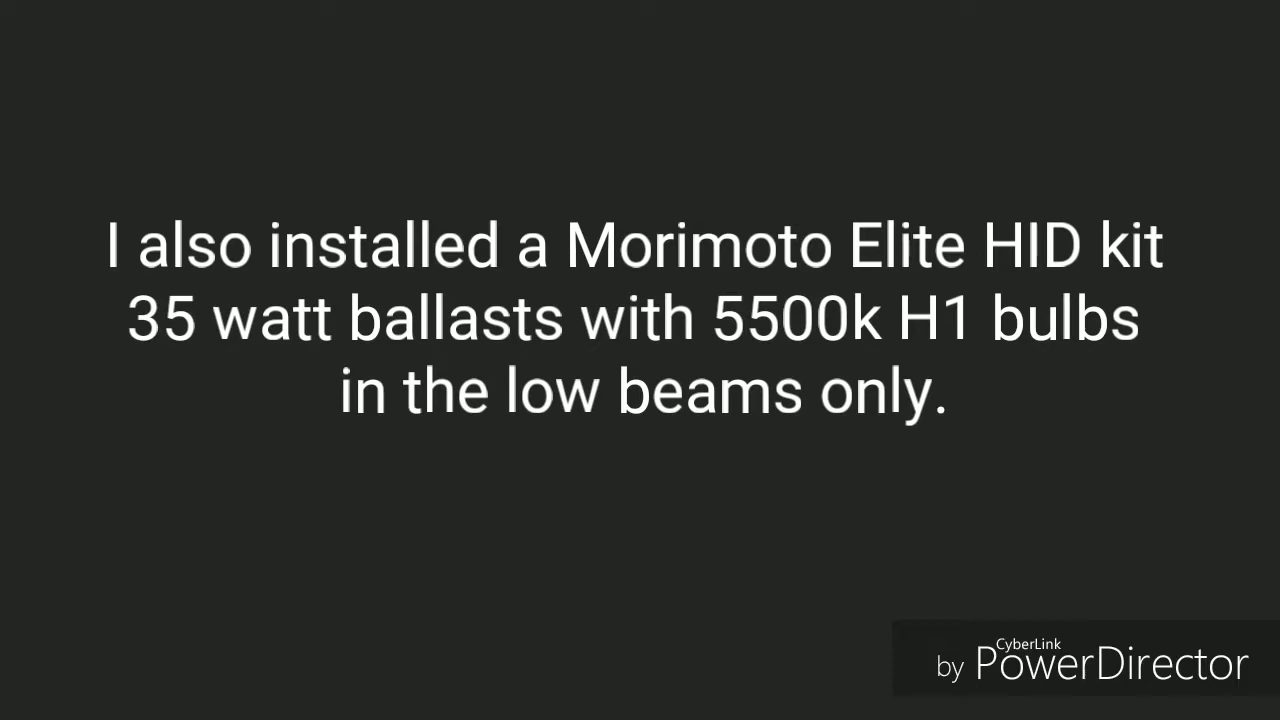 I also installed a Morimoto Elite HID kit
35 watt ballasts with 5500k H1 bulbs
in the low beams only.
CyberLink
by PowerDirector